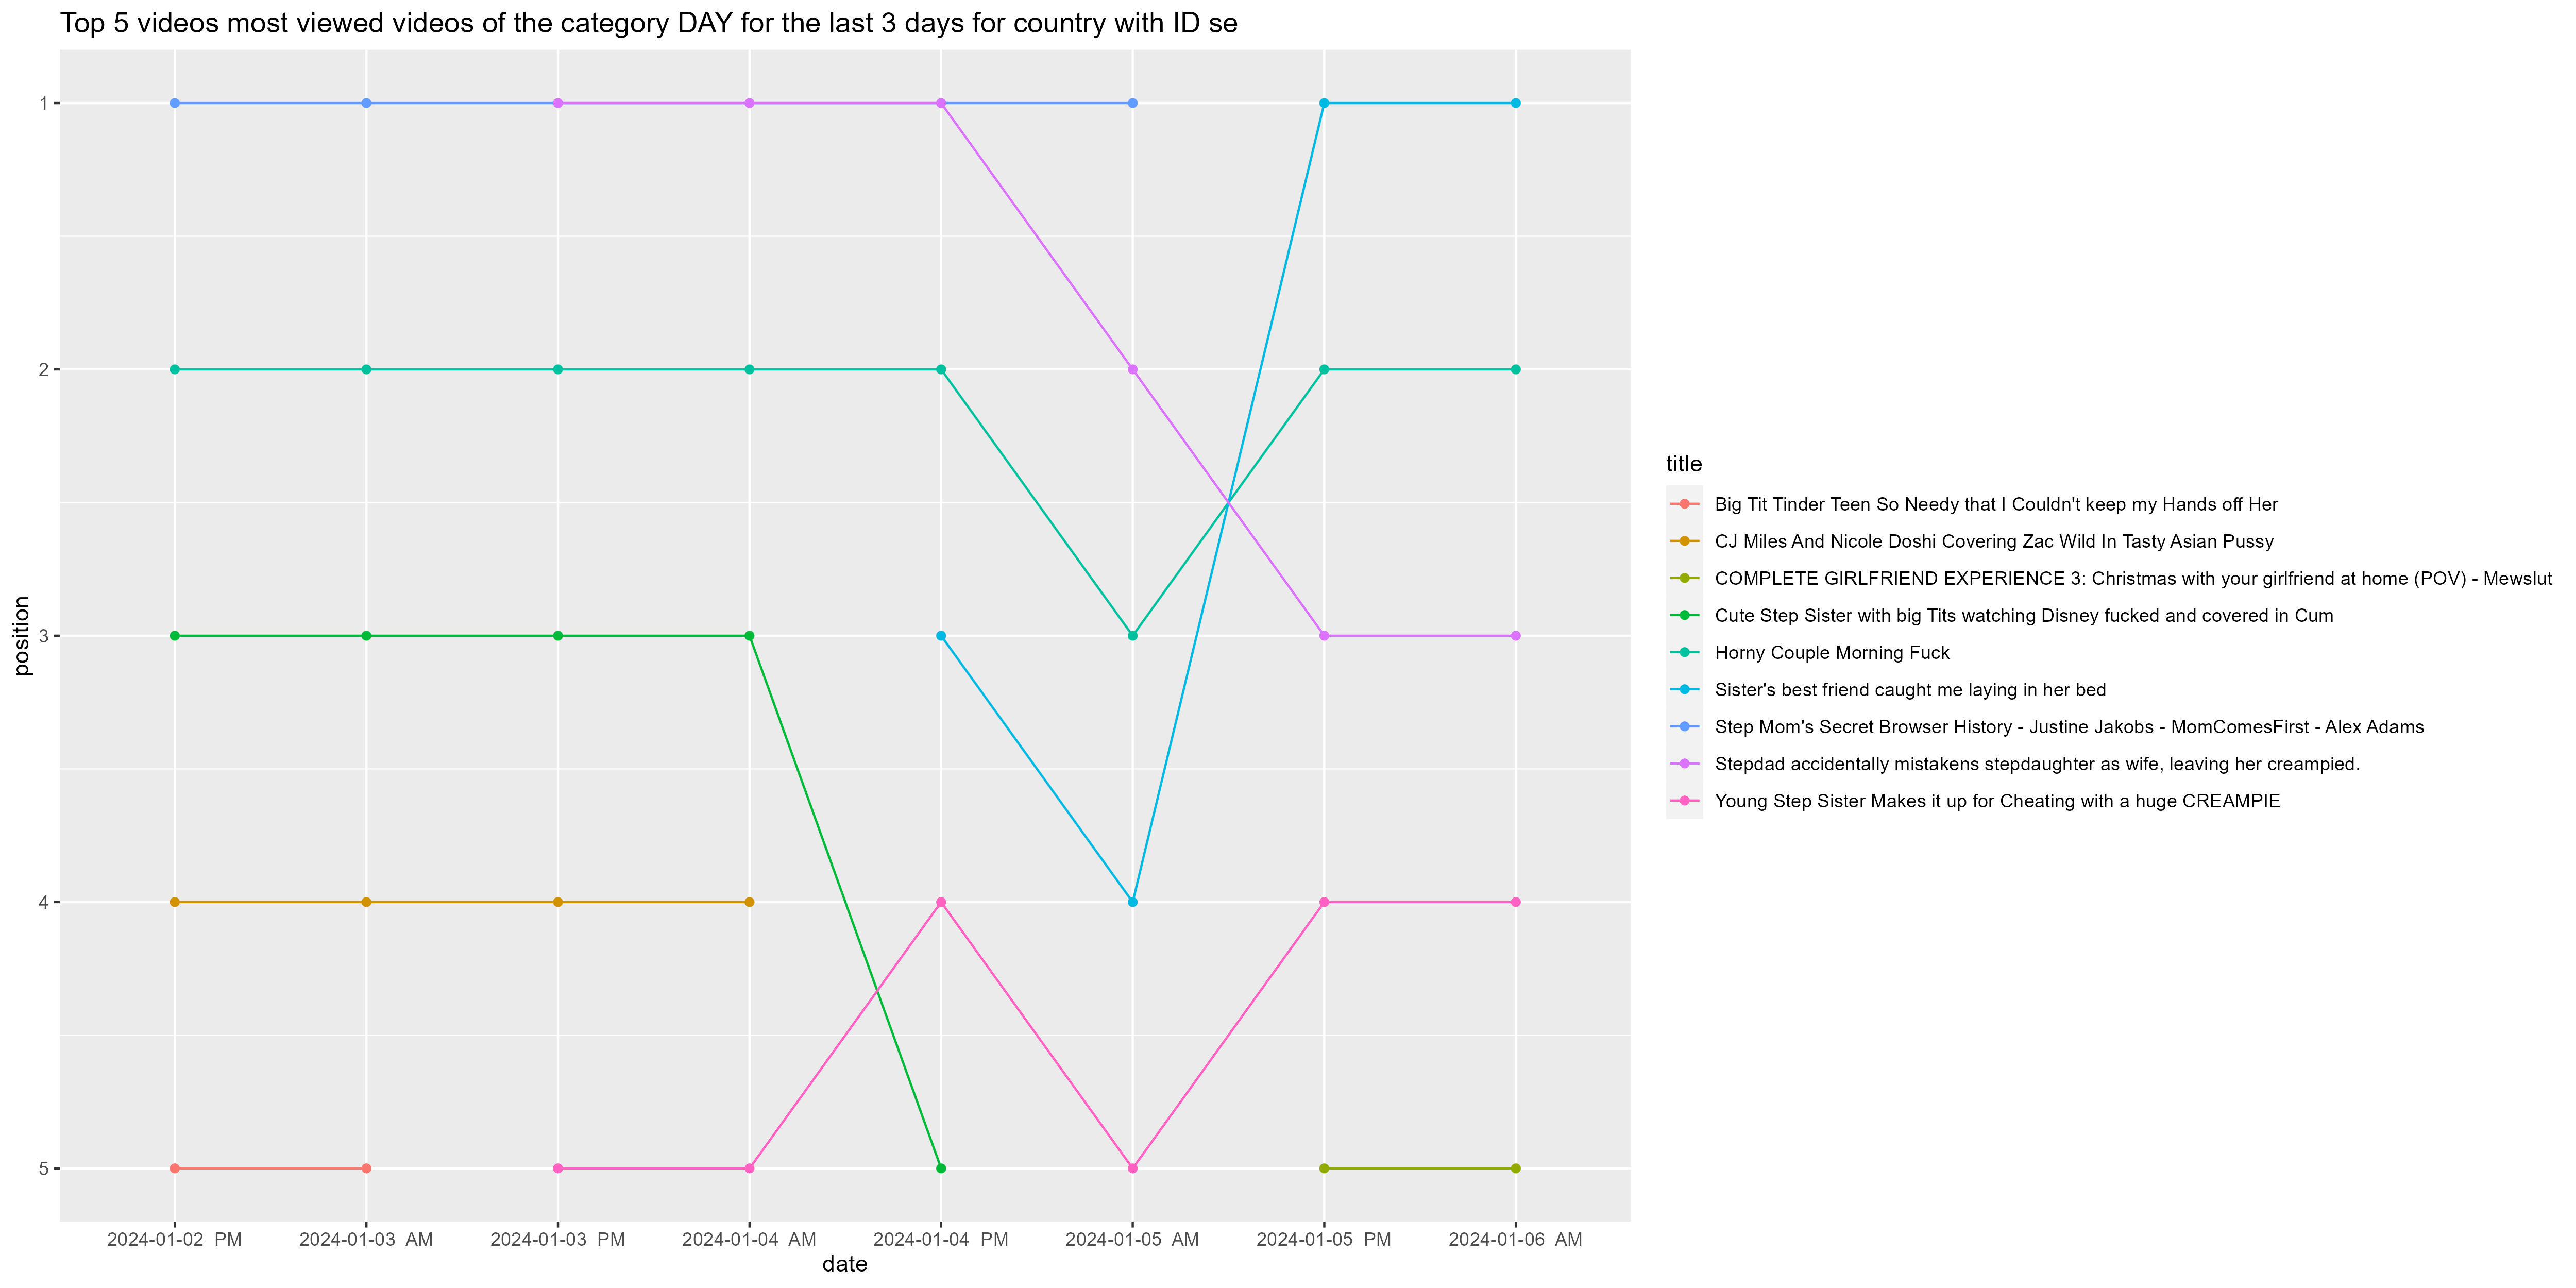 Top 5 videos most viewed videos of the category DAY for the last 3 days for country with ID se
position
1
2
3
4
5
2024-01-02 PM
2024-01-03 AM
2024-01-03 PM
2024-01-04 AM
2024-01-04 PM
2024-01-05 AM
2024-01-05 PM
2024-01-06 AM
date
title
Big Tit Tinder Teen So Needy that I Couldn't keep my Hands off Her
CJ Miles And Nicole Doshi Covering Zac Wild In Tasty Asian Pussy
COMPLETE GIRLFRIEND EXPERIENCE 3: Christmas with your girlfriend at home (POV) - Mewslut
Cute Step Sister with big Tits watching Disney fucked and covered in Cum
Horny Couple Morning Fuck
Sister's best friend caught me laying in her bed
Step Mom's Secret Browser History - Justine Jakobs - MomComesFirst - Alex Adams
Stepdad accidentally mistakens stepdaughter as wife, leaving her creampied.
Young Step Sister Makes it up for Cheating with a huge CREAMPIE